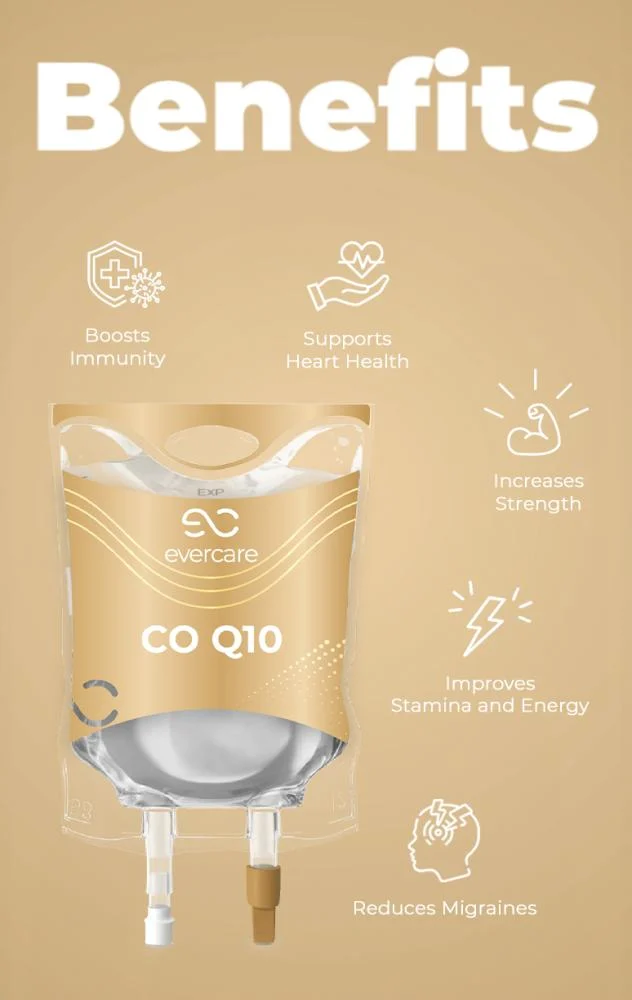 Benefits
Boosts
Immunity
Supports
Heart Health
Increases
Strength
EXP
evercare
CO Q10
Improves
Stamina and Energy
Reduces Migraines